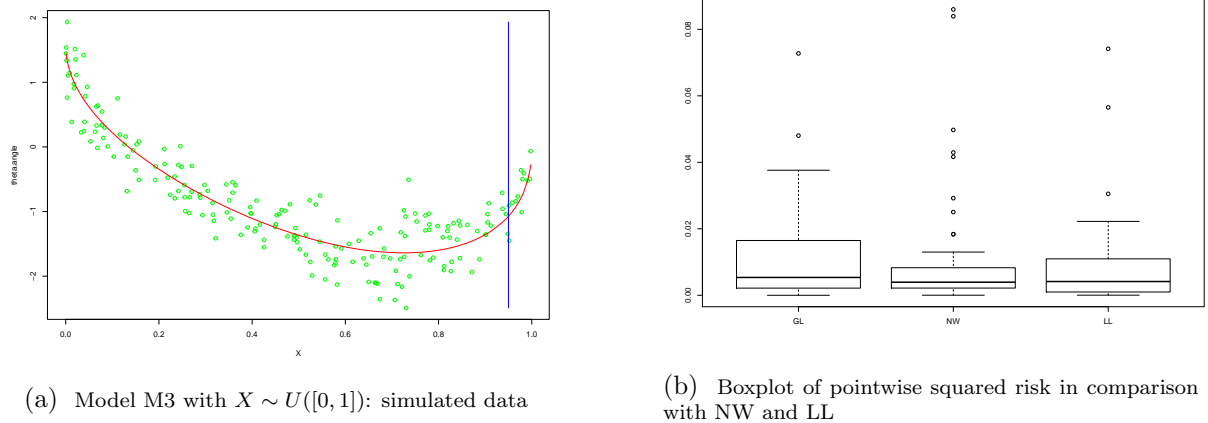 2
1
0
−1
−2
theta.angle
0.0 0.2 0.4 0.6 0.8 1.0
X
(a) Model M3 with X ∼ U([0, 1]): simulated data
0.08
0.06
0.04
0.02
0.00
GL NW LL
(b) Boxplot of pointwise squared risk in comparison
with NW and LL